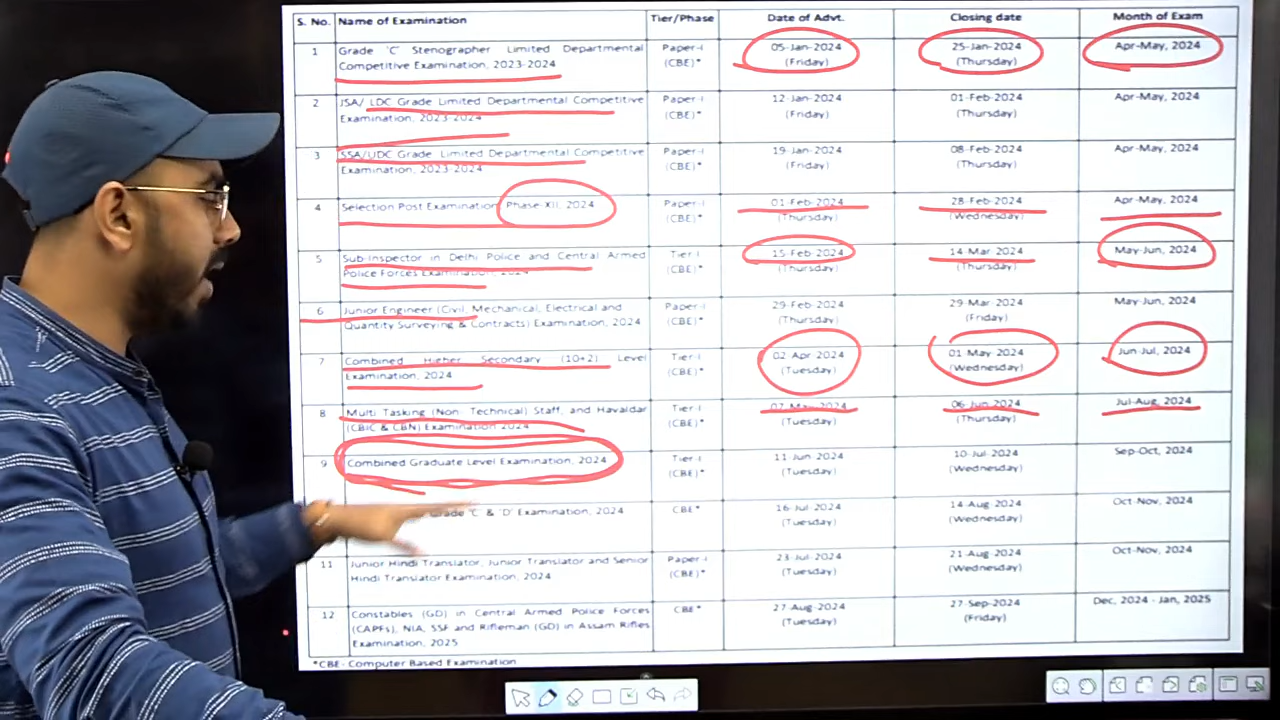 S. No. Name of Examination Tier/Phase Date of Advt. Closing date Month of Exam
1 Grade 'C' Stenographer Limited Departmental Paper-I 05-Jan-2024 25-Jan-2024 Apr-May, 2024
Competitive Examination, 2023-2024 (CBE)* (Friday) (Thursday)
2 JSA/ LDC Grade Limited Departmental Competitive Paper-I 12-Jan-2024 01-Feb-2024 Apr-May, 2024
Examination, 2023-2024 (CBE)* (Friday) (Thursday)
3 SSA/UDC Grade Limited Departmental Competitive Paper-I 19-Jan-2024 08-Feb-2024 Apr-May, 2024
Examination, 2023-2024 (CBE)* (Friday) (Thursday)
4 Selection Post Examination Phase-XII, 2024 Paper-I 01-Feb-2024 28-Feb-2024 Apr-May, 2024
(CBE)* (Thursday) (Wednesday)
5 Sub-Inspector in Delhi Police and Central Armed Tier-I 15-Feb-2024 14-Mar-2024 May-Jun, 2024
Police Forces Examination, 2024 (CBE)* (Thursday) (Thursday)
6 Junior Engineer (Civil, Mechanical, Electrical and Paper-I 29-Feb-2024 29-Mar-2024 May-Jun, 2024
Quantity Surveying & Contracts) Examination, 2024 (CBE)* (Thursday) (Friday)
7 Combined Higher Secondary (10+2) Level Tier-I 02-Apr-2024 01-May-2024 Jun-Jul, 2024
Examination, 2024 (CBE)* (Tuesday) (Wednesday)
8 Multi Tasking (Non- Technical) Staff, and Havaldar Tier-I 07-May-2024 06-Jun-2024 Jul-Aug, 2024
(CBIC & CBN) Examination-2024 (CBE)* (Tuesday) (Thursday)
9 Combined Graduate Level Examination, 2024 Tier-I 11-Jun-2024 10-Jul-2024 Sep-Oct, 2024
(CBE)* (Tuesday) (Wednesday)
Grade 'C' & 'D' Examination, 2024 CBE* 16-Jul-2024 14-Aug-2024 Oct-Nov, 2024
(Tuesday) (Wednesday)
11 Junior Hindi Translator, Junior Translator and Senior Paper-I 23-Jul-2024 21-Aug-2024 Oct-Nov, 2024
Hindi Translator Examination, 2024 (CBE)* (Tuesday) (Wednesday)
12 Constables (GD) in Central Armed Police Forces CBE* 27-Aug-2024 27-Sep-2024 Dec, 2024 - Jan, 2025
(CAPFs), NIA, SSF and Rifleman (GD) in Assam Rifles (Tuesday) (Friday)
Examination, 2025
*CBE- Computer Based Examination